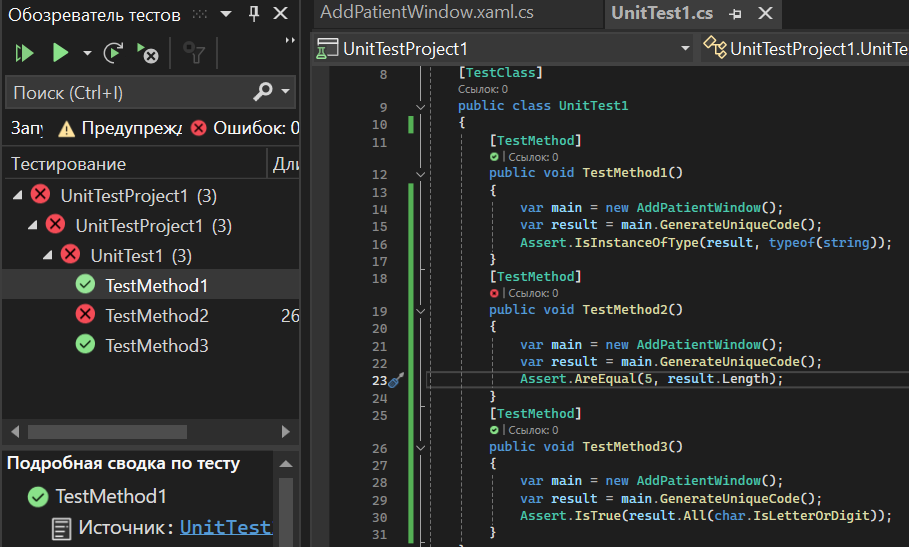 Обозреватель тестов
Поиск (Ctrl+I)
Запу Предупрежд Ошибок: 0
Тестирование Дли
UnitTestProject1 (3)
UnitTestProject1 (3)
UnitTest1 (3)
TestMethod1
TestMethod2 26
TestMethod3
Подробная сводка по тесту
TestMethod1
Источник: UnitTest
AddPatientWindow.xaml.cs UnitTest1.cs
UnitTestProject1 UnitTestProject1.UnitTe
8 [TestClass]
Ссылок: 0
9 public class UnitTest1
10 {
11 [TestMethod]
| Ссылок: 0
12 public void TestMethod1()
13 {
14 var main = new AddPatientWindow();
15 var result = main.GenerateUniqueCode();
16 Assert.IsInstanceOfType(result, typeof(string));
17 }
18 [TestMethod]
| Ссылок: 0
19 public void TestMethod2()
20 {
21 var main = new AddPatientWindow();
22 var result = main.GenerateUniqueCode();
23 Assert.AreEqual(5, result.Length);
24 }
25 [TestMethod]
| Ссылок: 0
26 public void TestMethod3()
27 {
28 var main = new AddPatientWindow();
29 var result = main.GenerateUniqueCode();
30 Assert.IsTrue(result.All(char.IsLetterOrDigit));
31 }